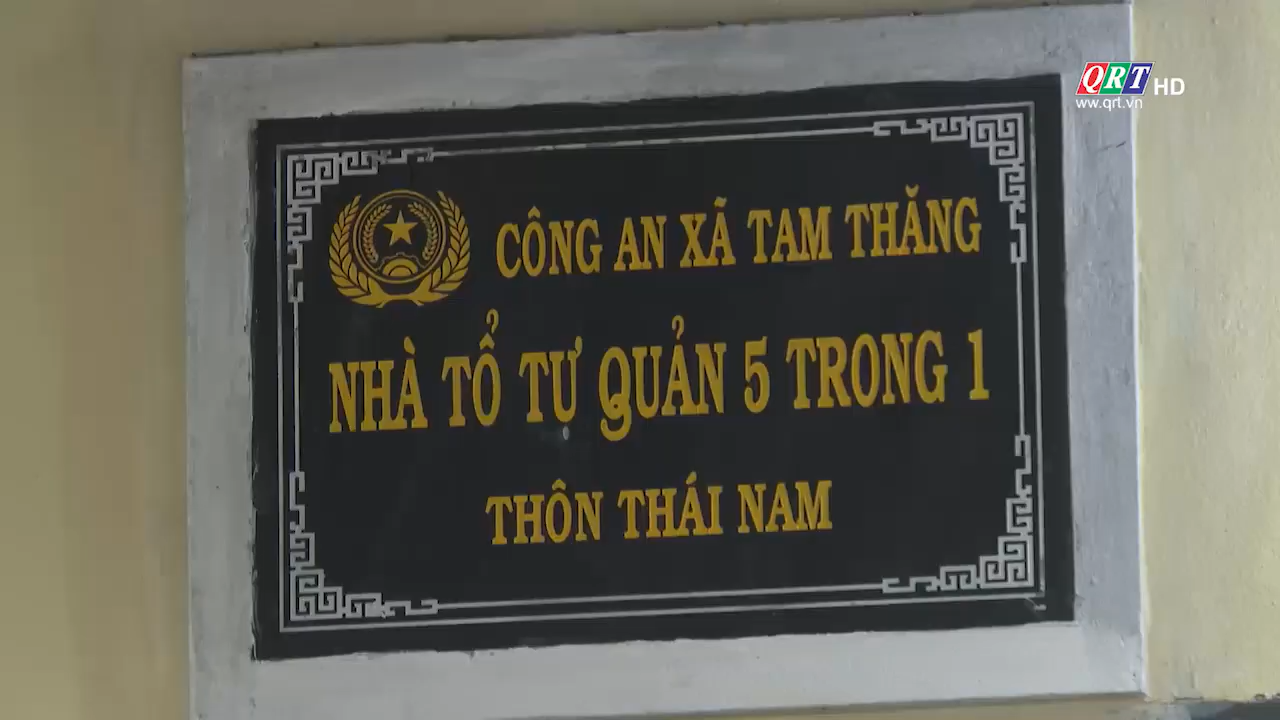 QRT HD
ww.qrt.vn
CÔNG AN XÃ TAM THĂNG
NHÀ TỔ TỰ QUẢN 5 TRONG 1
THÔN THÁI NAM